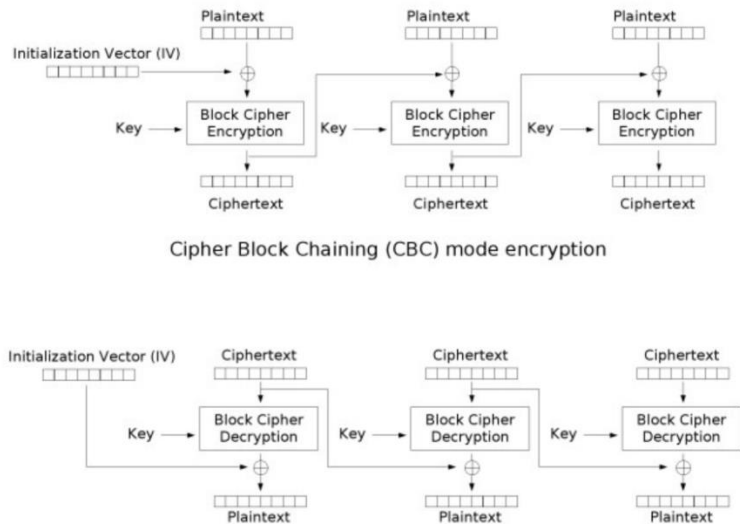 Plaintext Plaintext Plaintext
Initialization Vector (IV)
Key Block Cipher Encryption Key Block Cipher Encryption Key Block Cipher Encryption
Ciphertext Ciphertext Ciphertext
Cipher Block Chaining (CBC) mode encryption
Initialization Vector (IV) Ciphertext Ciphertext Ciphertext
Key Block Cipher Decryption Key Block Cipher Decryption Key Block Cipher Decryption
Plaintext Plaintext Plaintext